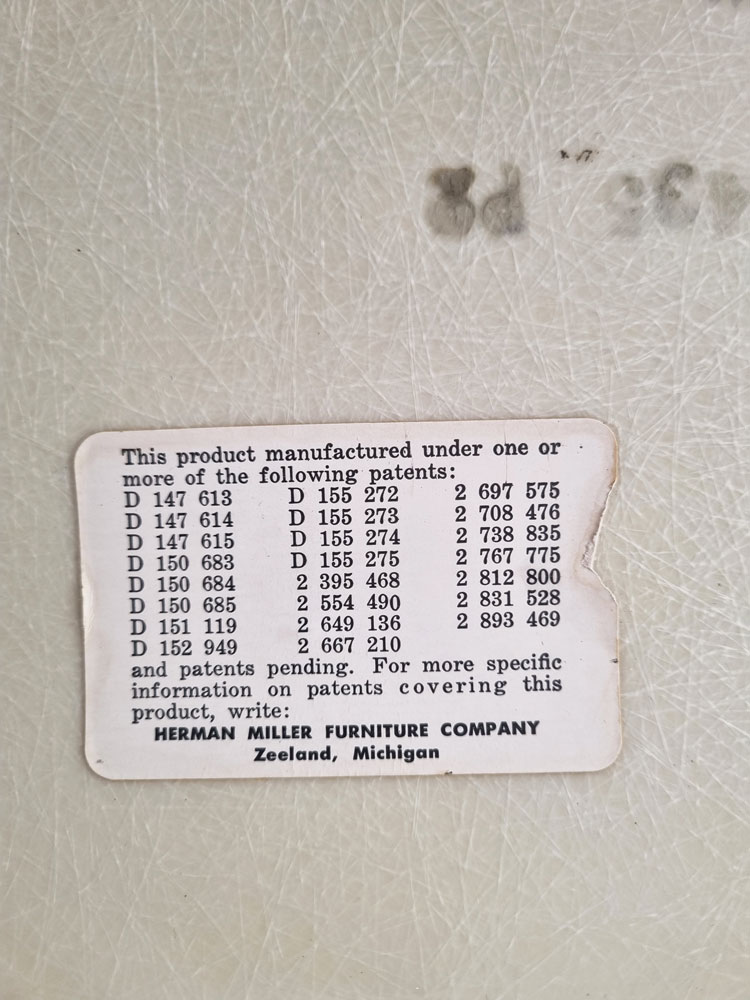 This product manufactured under one or
more of the following patents:
D 147 613 D 155 272 2 697 575
D 147 614 D 155 273 2 708 476
D 147 615 D 155 274 2 738 835
D 150 683 D 155 275 2 767 775
D 150 684 2 395 468 2 812 800
D 150 685 2 554 490 2 831 528
D 151 119 2 649 136 2 893 469
D 152 949 2 667 210
and patents pending. For more specific
information on patents covering this
product, write:
HERMAN MILLER FURNITURE COMPANY
Zeeland, Michigan